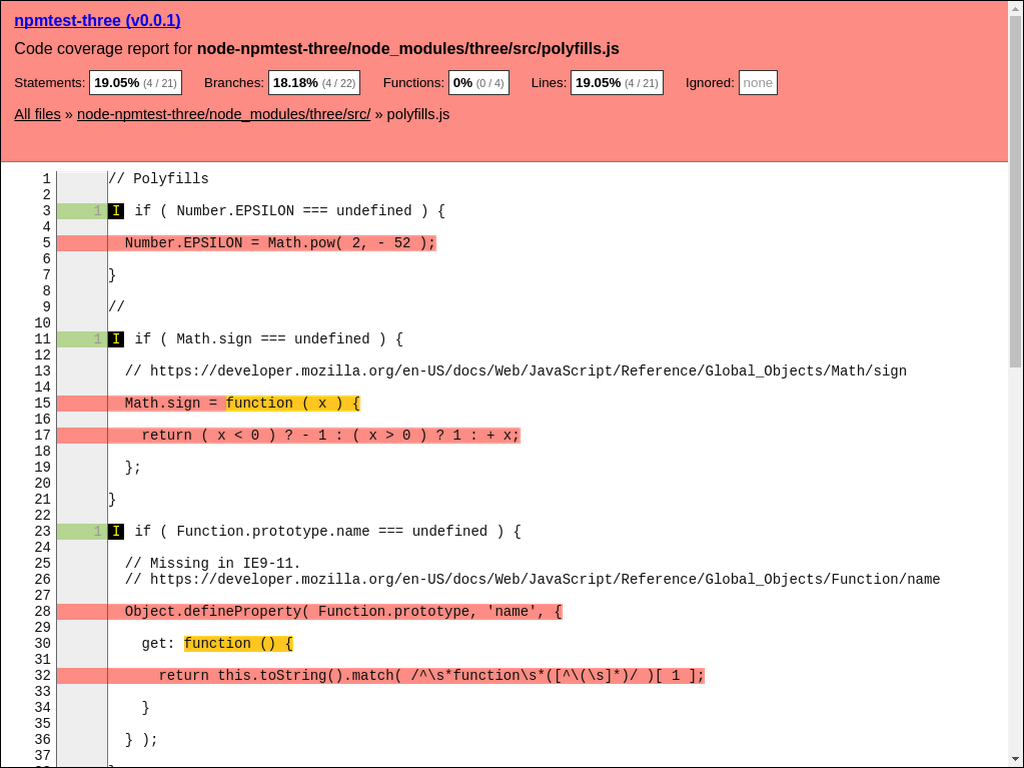 npmtest-three (v0.0.1)
Code coverage report for node-npmtest-three/node_modules/three/src/polyfills.js
Statements: 19.05% (4 / 21) Branches: 18.18% (4 / 22) Functions: 0% (0 / 4) Lines: 19.05% (4 / 21) Ignored: none
All files » node-npmtest-three/node_modules/three/src/ » polyfills.js
1 // Polyfills
2
3 1 I if ( Number.EPSILON === undefined ) {
4
5 Number.EPSILON = Math.pow( 2, - 52 );
6
7 }
8
9 //
10
11 1 I if ( Math.sign === undefined ) {
12
13 // https://developer.mozilla.org/en-US/docs/Web/JavaScript/Reference/Global_Objects/Math/sign
14
15 Math.sign = function ( x ) {
16
17 return ( x < 0 ) ? - 1 : ( x > 0 ) ? 1 : + x;
18
19 };
20
21 }
22
23 1 I if ( Function.prototype.name === undefined ) {
24
25 // Missing in IE9-11.
26 // https://developer.mozilla.org/en-US/docs/Web/JavaScript/Reference/Global_Objects/Function/name
27
28 Object.defineProperty( Function.prototype, 'name', {
29
30 get: function () {
31
32 return this.toString().match( /^\s*function\s*([^\(\s]*)/ )[ 1 ];
33
34 }
35
36 } );
37